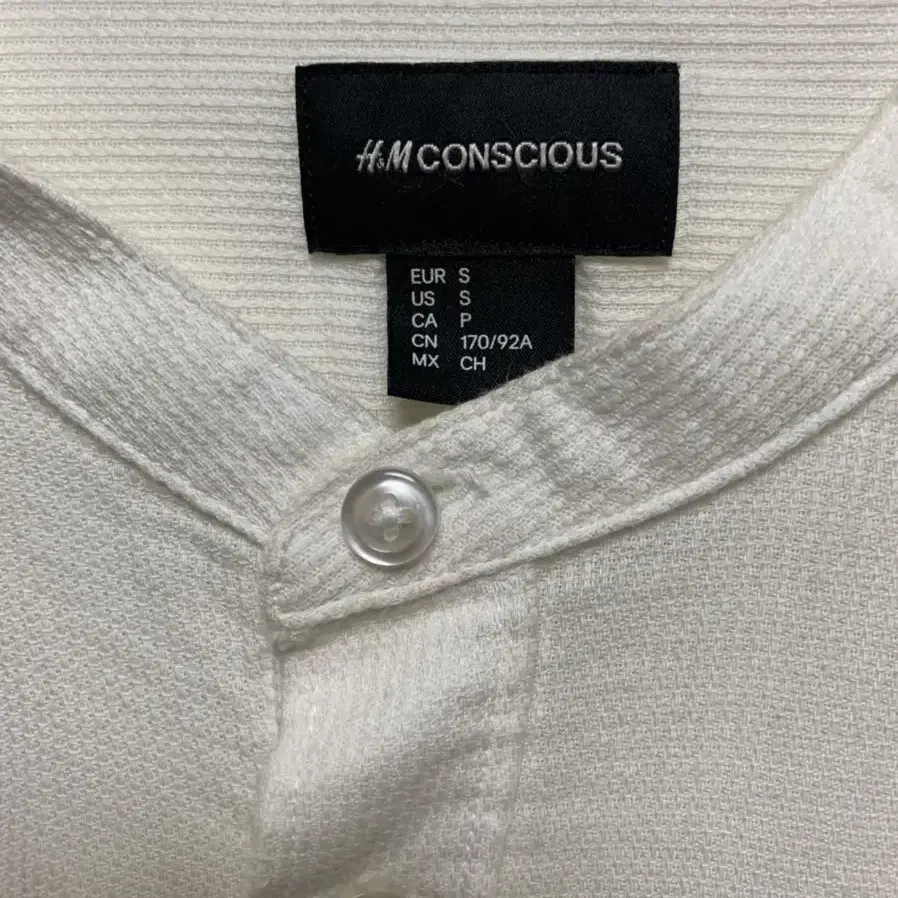 H&M CONSCIOUS
EUR S
US S
CA P
CN 170/92A
MX CH